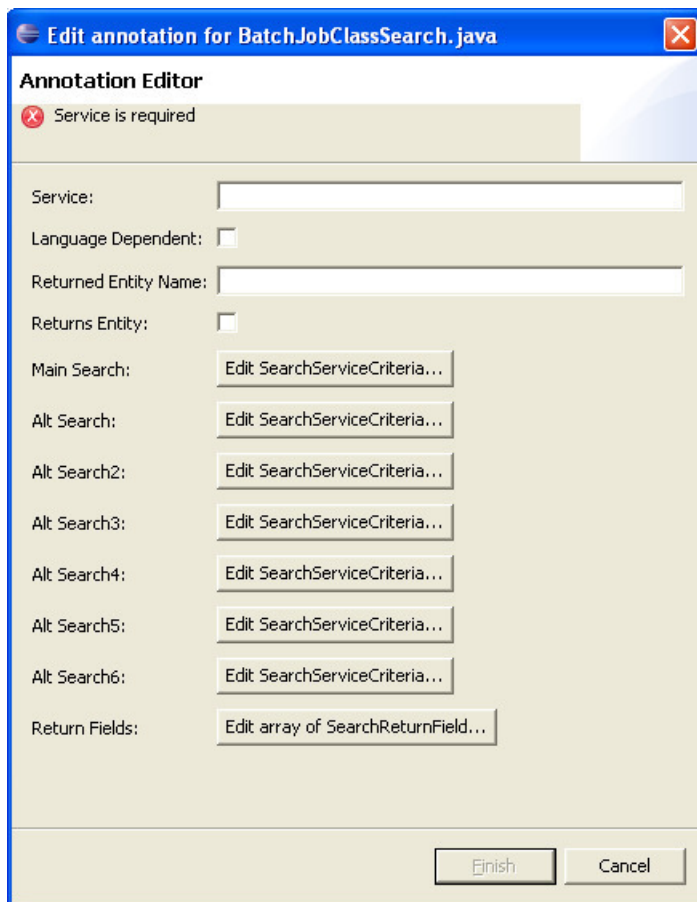 Edit annotation for BatchJobClassSearch.java
Annotation Editor
Service is required
Service:
Language Dependent:
Returned Entity Name:
Returns Entity:
Main Search: Edit SearchServiceCriteria...
Alt Search: Edit SearchServiceCriteria...
Alt Search2: Edit SearchServiceCriteria...
Alt Search3: Edit SearchServiceCriteria...
Alt Search4: Edit SearchServiceCriteria...
Alt Search5: Edit SearchServiceCriteria...
Alt Search6: Edit SearchServiceCriteria...
Return Fields: Edit array of SearchReturnField...
Finish Cancel